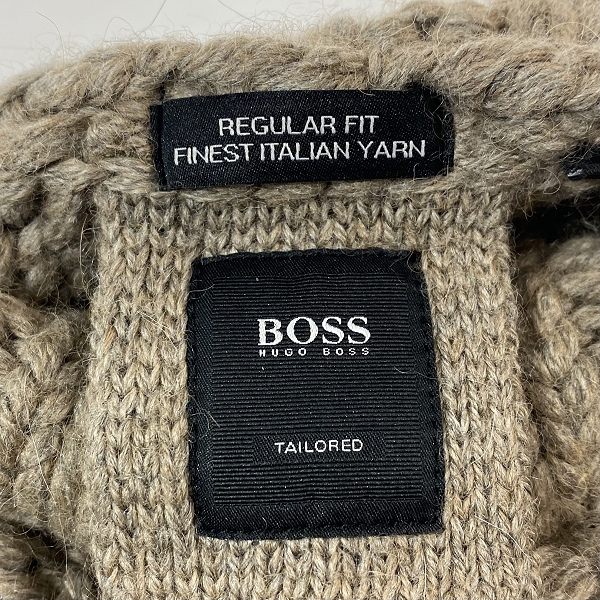 REGULAR FIT
FINEST ITALIAN YARN
BOSS
HUGO BOSS
TAILORED